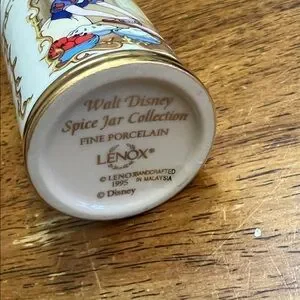 Walt Disney
Spice Jar Collection
FINE PORCELAIN
LENOX®
© LENOX HANDCRAFTED
1995 IN MALAYSIA
© Disney